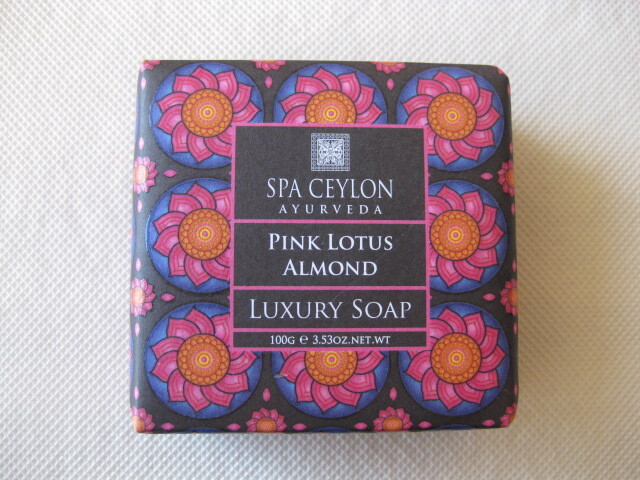 SPA CEYLON
AYURVEDA
PINK LOTUS
ALMOND
LUXURY SOAP
100G ℮ 3.53OZ.NET.WT